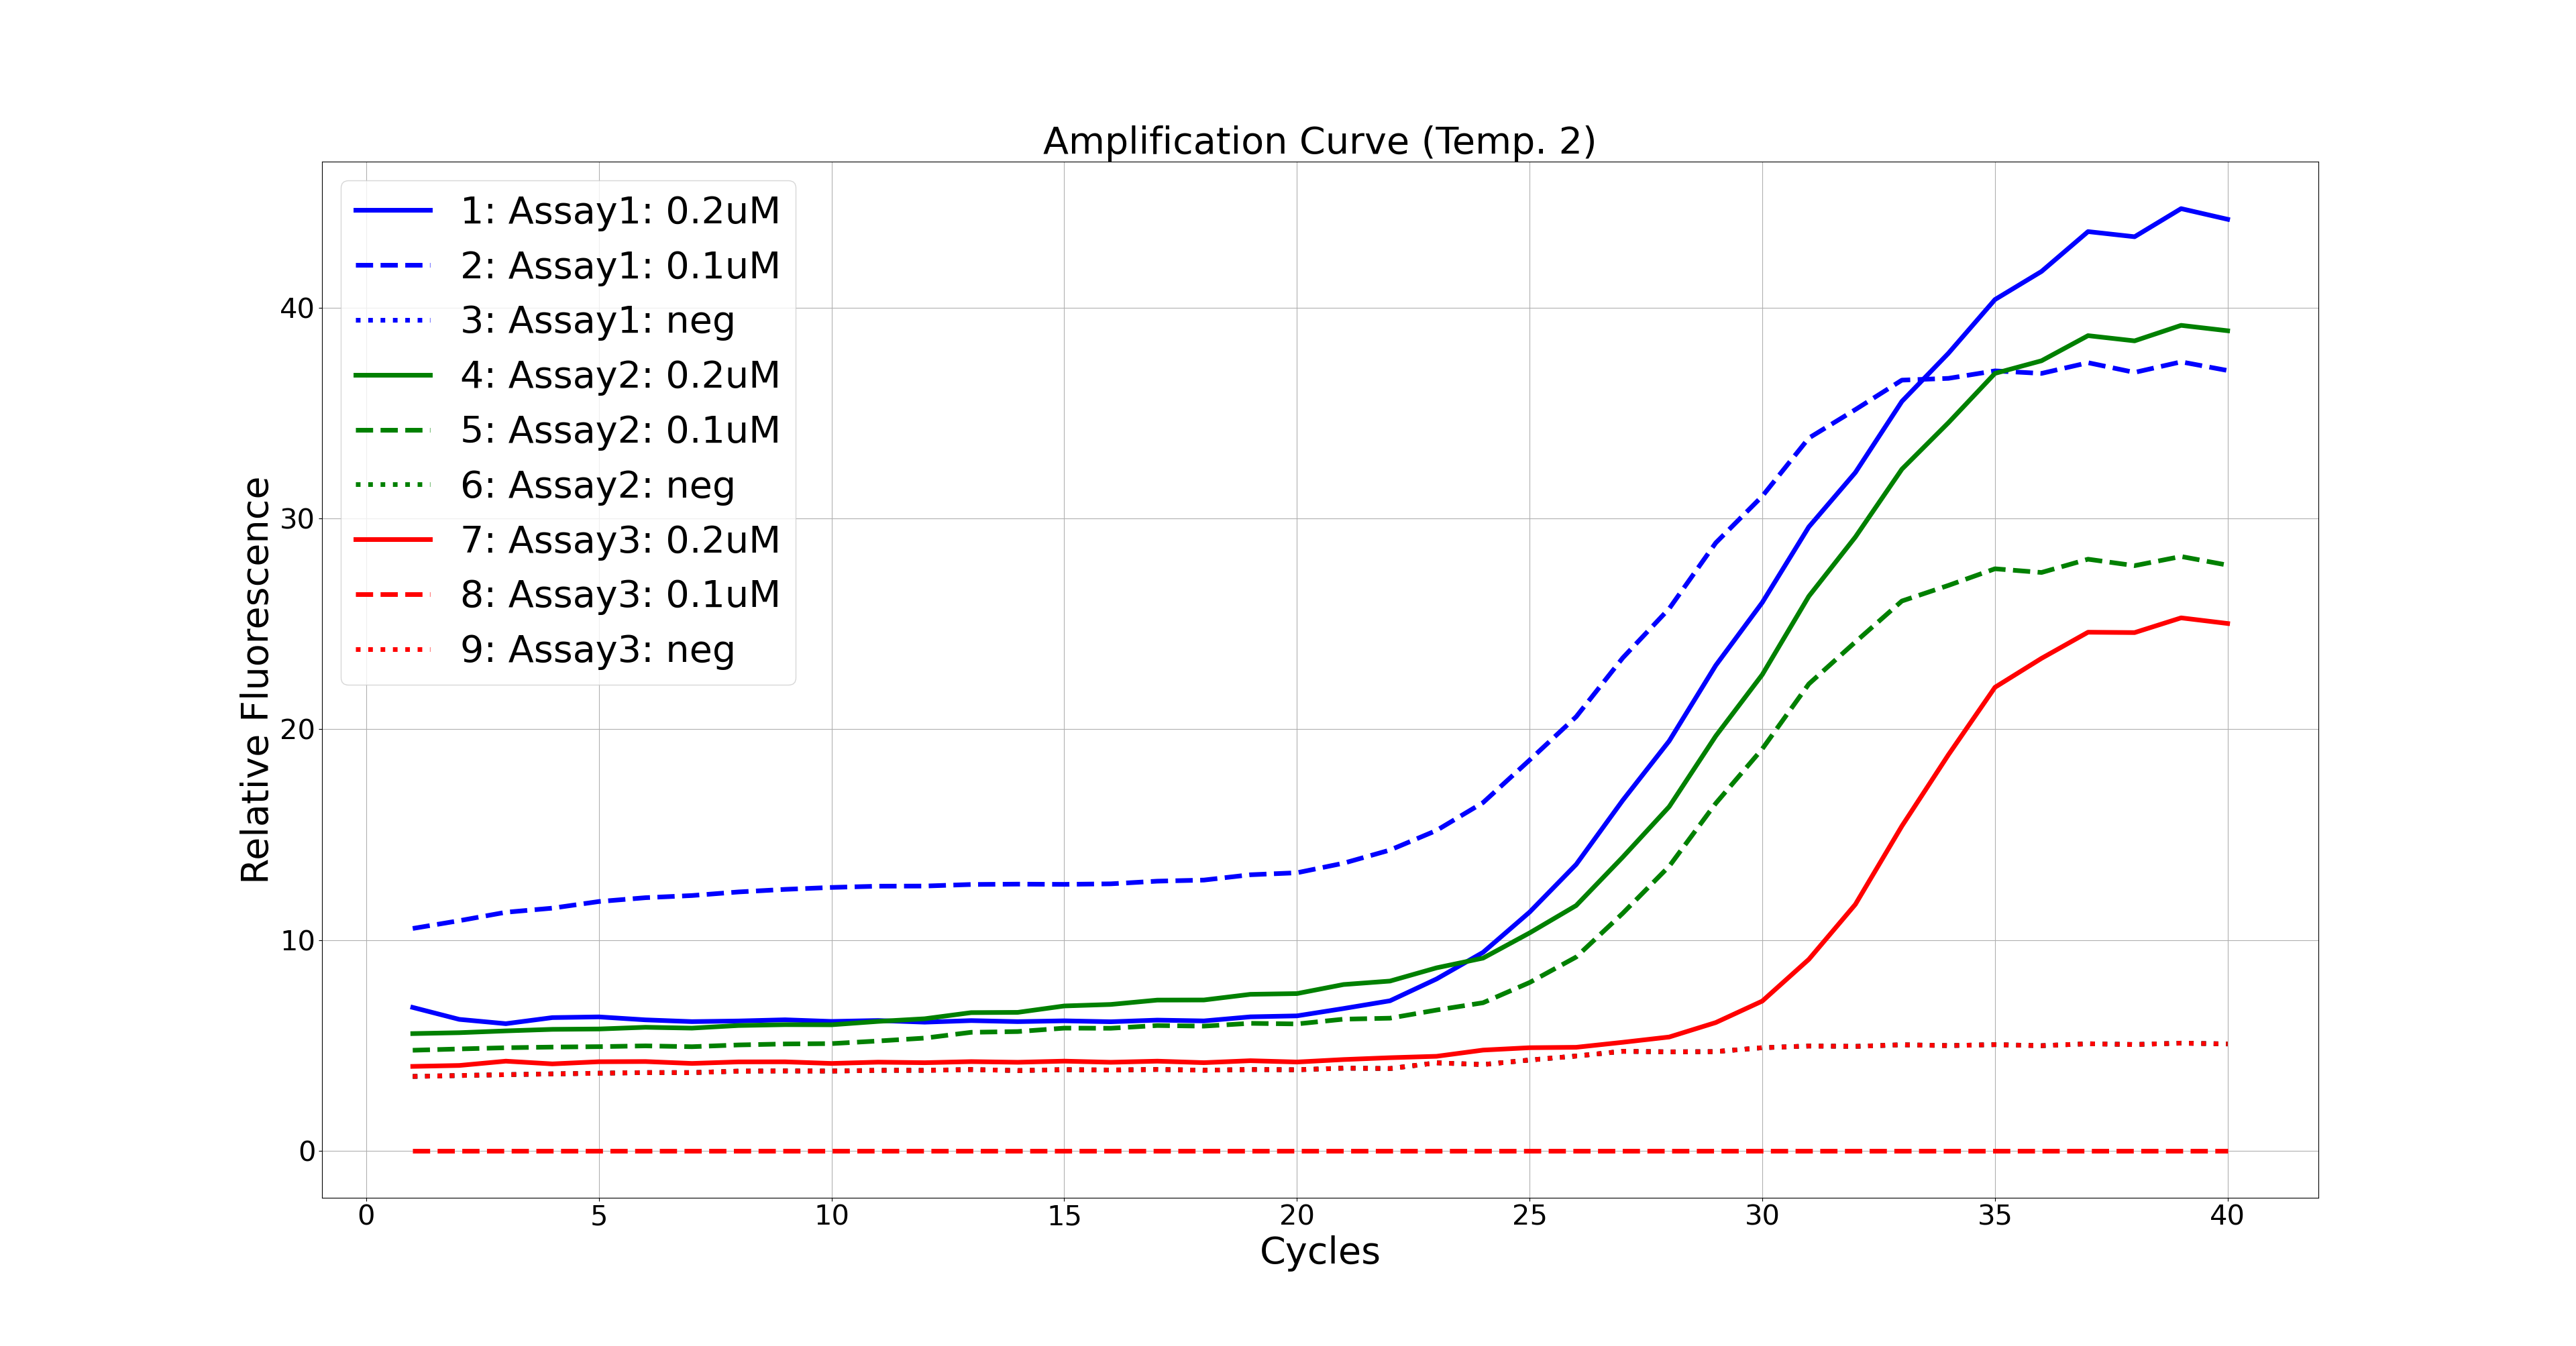 Amplification Curve (Temp. 2)
1: Assay1: 0.2uM
2: Assay1: 0.1uM
3: Assay1: neg
4: Assay2: 0.2uM
5: Assay2: 0.1uM
6: Assay2: neg
7: Assay3: 0.2uM
8: Assay3: 0.1uM
9: Assay3: neg
Relative Fluorescence
40
30
20
10
0
0 5 10 15 20 25 30 35 40
Cycles